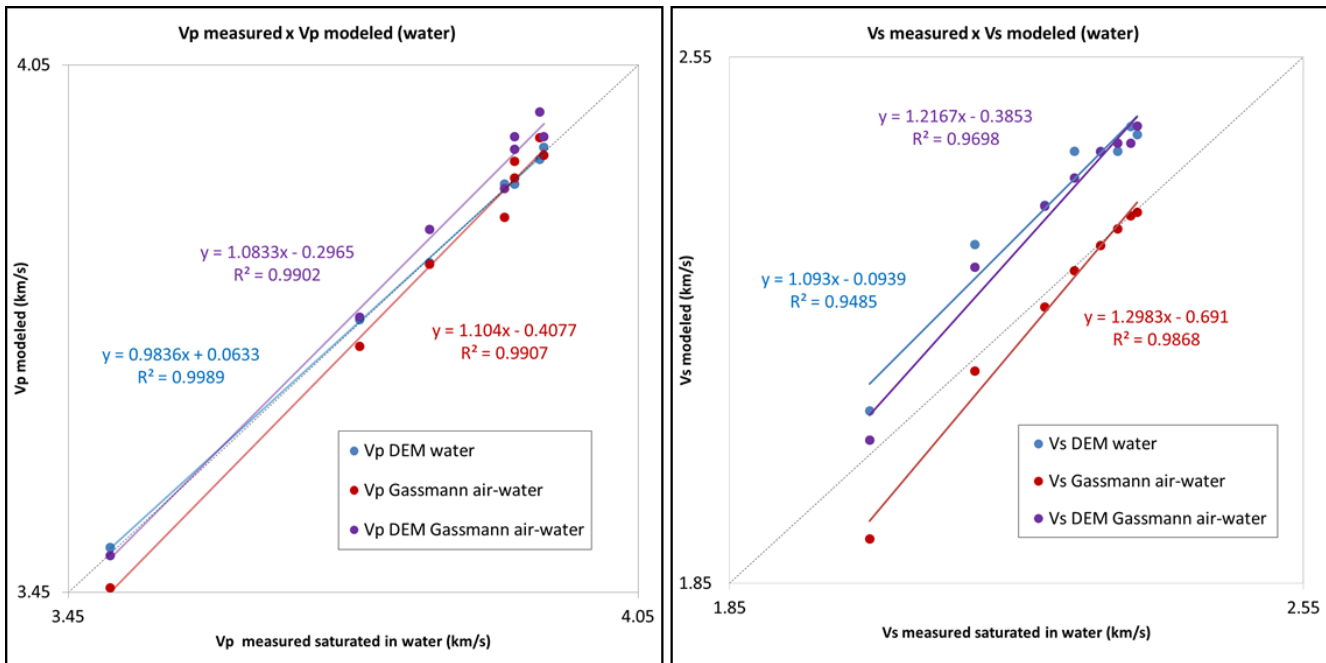 Vp measured x Vp modeled (water)
4.05
y = 1.0833x - 0.2965
R² = 0.9902
y = 1.104x - 0.4077
R² = 0.9907
y = 0.9836x + 0.0633
R² = 0.9989
Vp modeled (km/s)
Vp DEM water
Vp Gassmann air-water
Vp DEM Gassmann air-water
3.45
3.45
4.05
Vp measured saturated in water (km/s)
Vs measured x Vs modeled (water)
2.55
y = 1.2167x - 0.3853
R² = 0.9698
y = 1.093x - 0.0939
R² = 0.9485
y = 1.2983x - 0.691
R² = 0.9868
Vs modeled (km/s)
Vs DEM water
Vs Gassmann air-water
Vs DEM Gassmann air-water
1.85
1.85
2.55
Vs measured saturated in water (km/s)